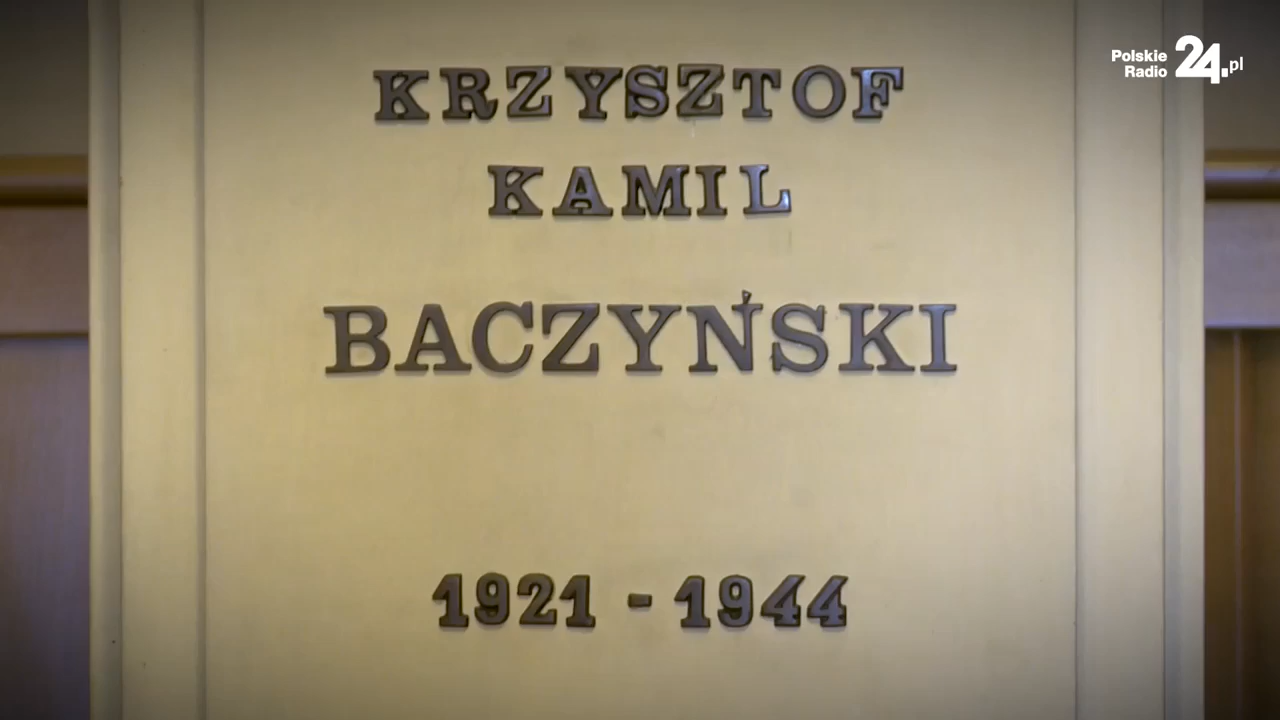 KRZYSZTOF
KAMIL
BACZYŃSKI
1921 - 1944
Polskie
Radio
24.pl